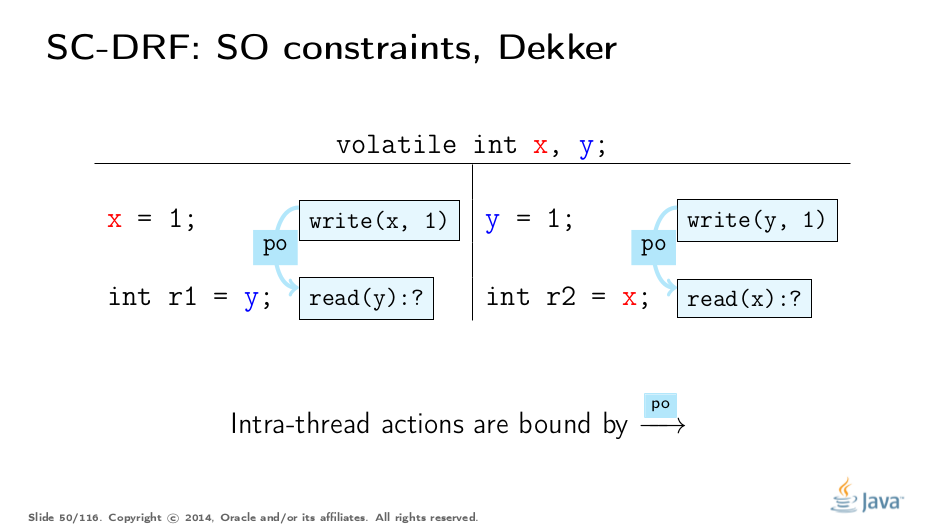 SC-DRF: SO constraints, Dekker
volatile int x, y;
x = 1;
write(x, 1)
po
int r1 = y;
read(y):?
y = 1;
write(y, 1)
po
int r2 = x;
read(x):?
Intra-thread actions are bound by po →
Slide 50/116. Copyright © 2014, Oracle and/or its affiliates. All rights reserved.
Java